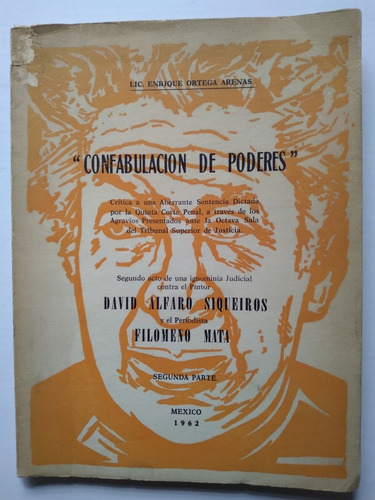 LIC. ENRIQUE ORTEGA ARENAS
"CONFABULACION DE PODERES"
Crítica a una Aberrante Sentencia Dictada
por la Quinta Corte Penal, a través de los
Agravios Presentados ante la Octava Sala
del Tribunal Superior de Justicia.
Segundo acto de una ignominia Judicial
contra el Pintor
DAVID ALFARO SIQUEIROS
y el Periodista
FILOMENO MATA
SEGUNDA PARTE
MEXICO
1962